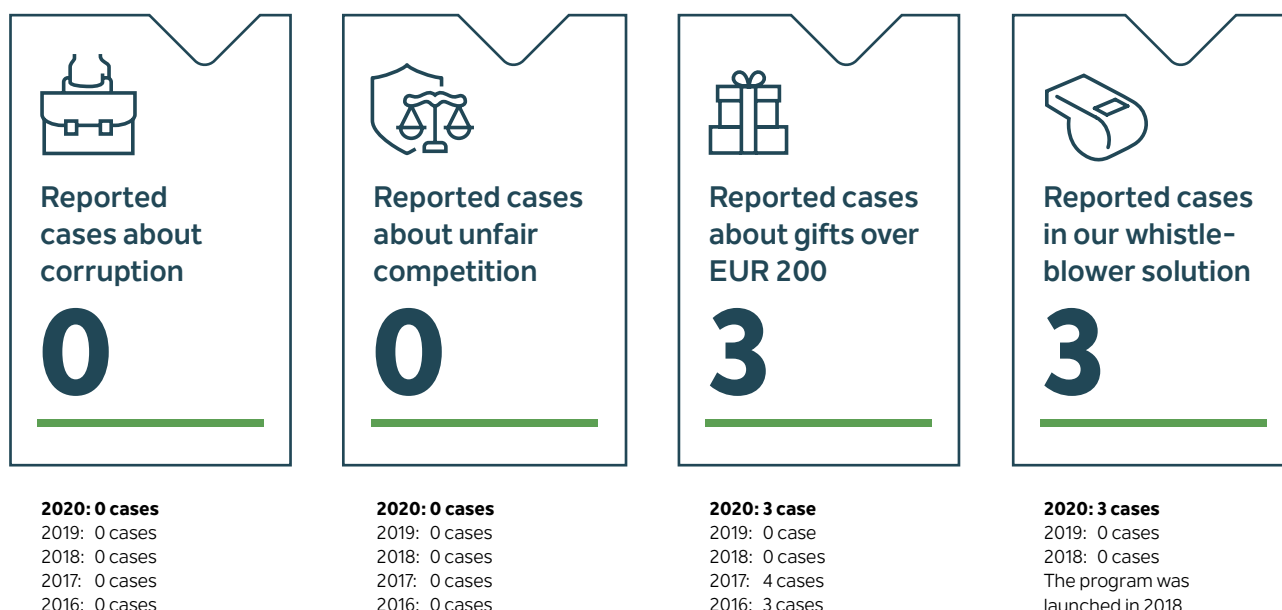 Reported
cases about
corruption
0
Reported cases
about unfair
competition
0
Reported cases
about gifts over
EUR 200
3
Reported cases
in our whistle-
blower solution
3
2020: 0 cases
2019: 0 cases
2018: 0 cases
2017: 0 cases
2016: 0 cases
2020: 0 cases
2019: 0 cases
2018: 0 cases
2017: 0 cases
2016: 0 cases
2020: 3 case
2019: 0 case
2018: 0 cases
2017: 4 cases
2016: 3 cases
2020: 3 cases
2019: 0 cases
2018: 0 cases
The program was
launched in 2018